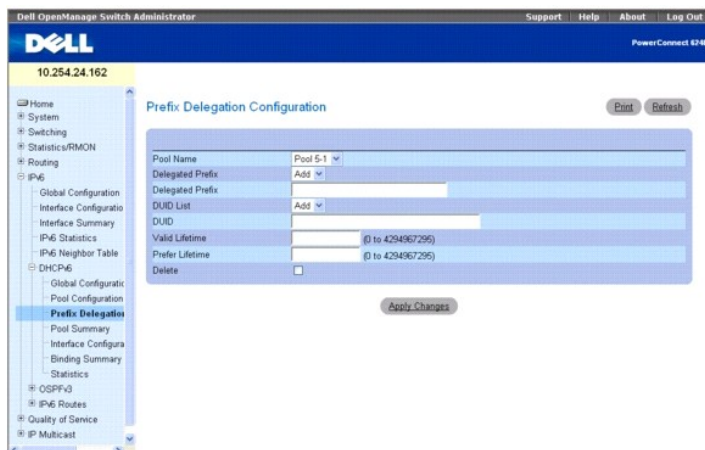 Dell OpenManage Switch Administrator
Support Help About Log Out
DELL
PowerConnect 6248
10.254.24.162
Home
System
Switching
Statistics/RMON
Routing
IPv6
Global Configuration
Interface Configuratio
Interface Summary
IPv6 Statistics
IPv6 Neighbor Table
DHCPv6
Global Configuratic
Pool Configuration
Prefix Delegation
Pool Summary
Interface Configura
Binding Summary
Statistics
OSPFv3
IPv6 Routes
Quality of Service
IP Multicast
Prefix Delegation Configuration
Print Refresh
Pool Name Pool 5-1
Delegated Prefix Add
Delegated Prefix
DUID List Add
DUID
Valid Lifetime (0 to 4294967295)
Prefer Lifetime (0 to 4294967295)
Delete
Apply Changes